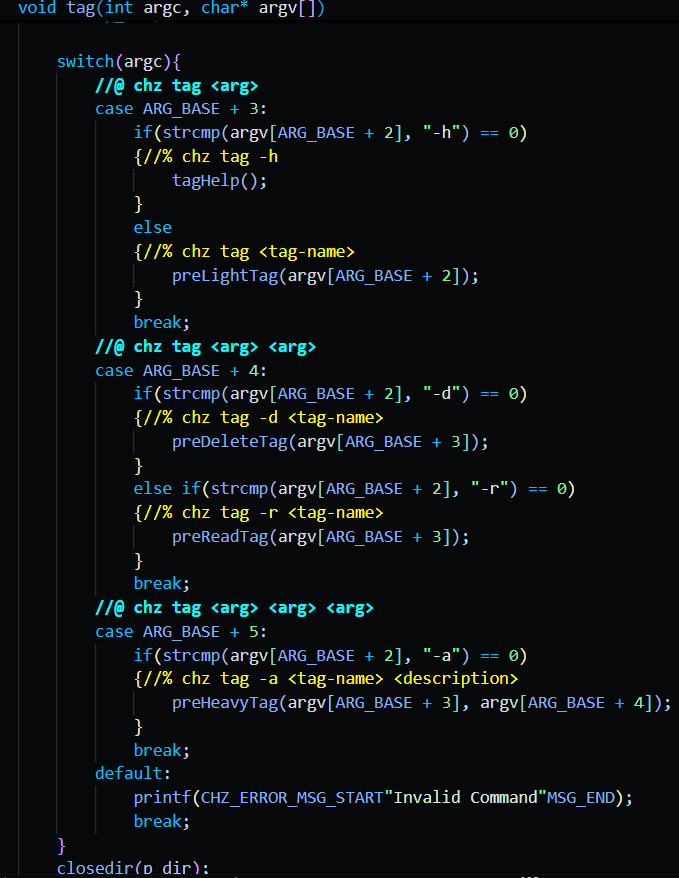 void tag(int argc, char* argv[])
switch(argc){
//@ chz tag <arg>
case ARG_BASE + 3:
if(strcmp(argv[ARG_BASE + 2], "-h") == 0)
{//% chz tag -h
tagHelp();
}
else
{//% chz tag <tag-name>
preLightTag(argv[ARG_BASE + 2]);
}
break;
//@ chz tag <arg> <arg>
case ARG_BASE + 4:
if(strcmp(argv[ARG_BASE + 2], "-d") == 0)
{//% chz tag -d <tag-name>
preDeleteTag(argv[ARG_BASE + 3]);
}
else if(strcmp(argv[ARG_BASE + 2], "-r") == 0)
{//% chz tag -r <tag-name>
preReadTag(argv[ARG_BASE + 3]);
}
break;
//@ chz tag <arg> <arg> <arg>
case ARG_BASE + 5:
if(strcmp(argv[ARG_BASE + 2], "-a") == 0)
{//% chz tag -a <tag-name> <description>
preHeavyTag(argv[ARG_BASE + 3], argv[ARG_BASE + 4]);
}
break;
default:
printf(CHZ_ERROR_MSG_START"Invalid Command"MSG_END);
break;
}
closedir(p_dir);